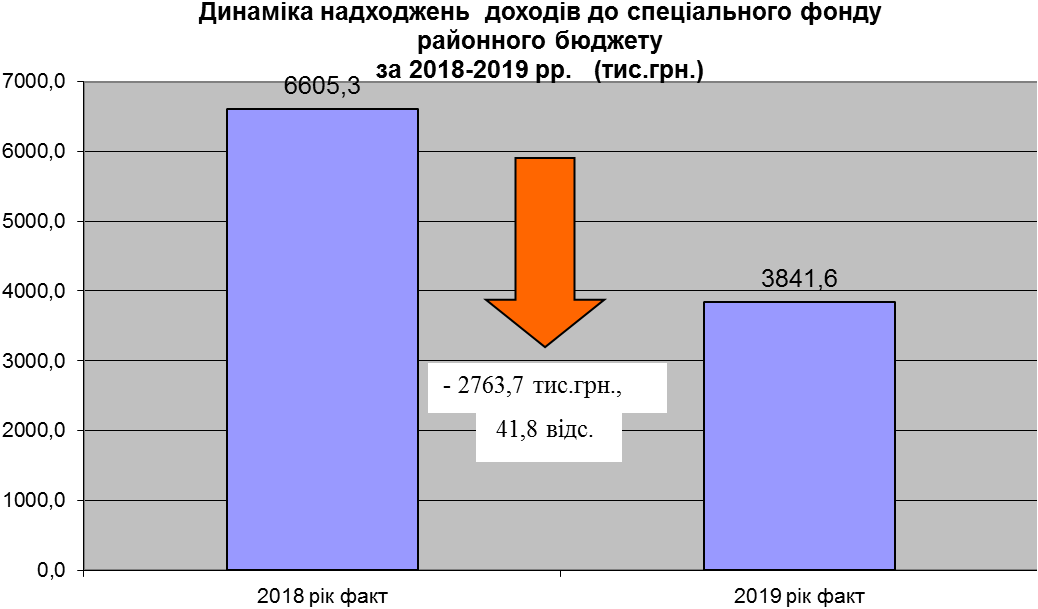 Динаміка надходжень доходів до спеціального фонду
районного бюджету
за 2018-2019 рр. (тис.грн.)
7000,0
6000,0
5000,0
4000,0
3000,0
2000,0
1000,0
0,0
6605,3
3841,6
- 2763,7 тис.грн.,
41,8 відс.
2018 рік факт
2019 рік факт